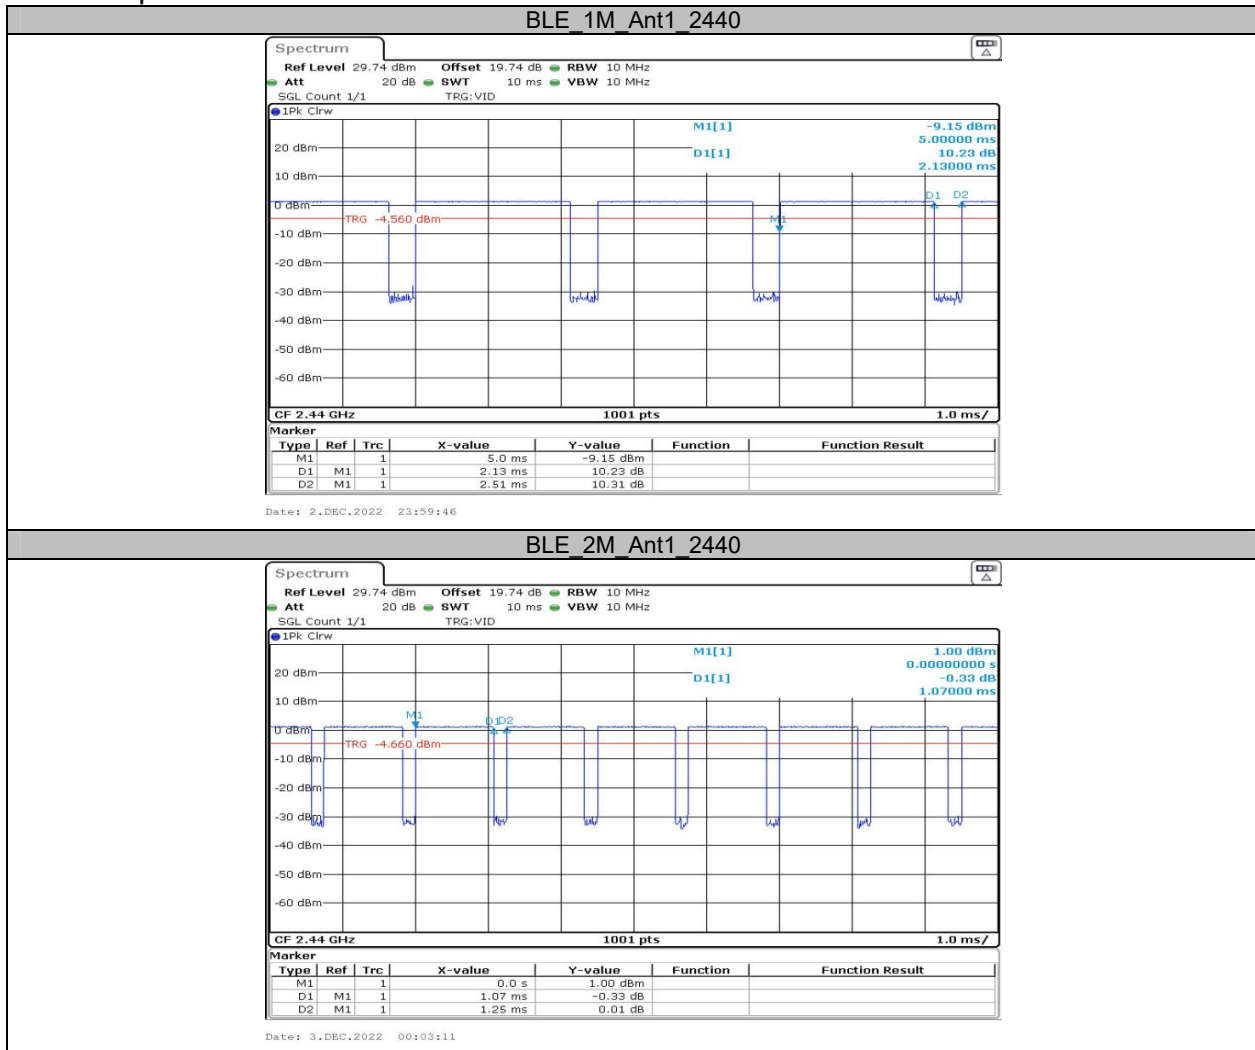 BLE_1M_Ant1_2440
Spectrum
Ref Level 29.74 dBm Offset 19.74 dB RBW 10 MHz
Att 20 dB SWT 10 ms VBW 10 MHz
SGL Count 1/1 TRG:VID
1Pk Clrw
M1[1] -9.15 dBm
5.00000 ms
20 dBm
D1[1] 10.23 dB
2.13000 ms
10 dBm
D1 D2
0 dBm
TRG -4.560 dBm
M1
-10 dBm
-20 dBm
-30 dBm
-40 dBm
-50 dBm
-60 dBm
CF 2.44 GHz 1001 pts 1.0 ms/
Marker
Type Ref Trc X-value Y-value Function Function Result
M1 1 5.0 ms -9.15 dBm
D1 M1 1 2.13 ms 10.23 dB
D2 M1 1 2.51 ms 10.31 dB
Date: 2.DEC.2022 23:59:46
BLE_2M_Ant1_2440
Spectrum
Ref Level 29.74 dBm Offset 19.74 dB RBW 10 MHz
Att 20 dB SWT 10 ms VBW 10 MHz
SGL Count 1/1 TRG:VID
1Pk Clrw
M1[1] 1.00 dBm
0.00000000 s
20 dBm
D1[1] -0.33 dB
1.07000 ms
10 dBm
M1 D1 D2
0 dBm
TRG -4.660 dBm
-10 dBm
-20 dBm
-30 dBm
-40 dBm
-50 dBm
-60 dBm
CF 2.44 GHz 1001 pts 1.0 ms/
Marker
Type Ref Trc X-value Y-value Function Function Result
M1 1 0.0 s 1.00 dBm
D1 M1 1 1.07 ms -0.33 dB
D2 M1 1 1.25 ms 0.01 dB
Date: 3.DEC.2022 00:03:11